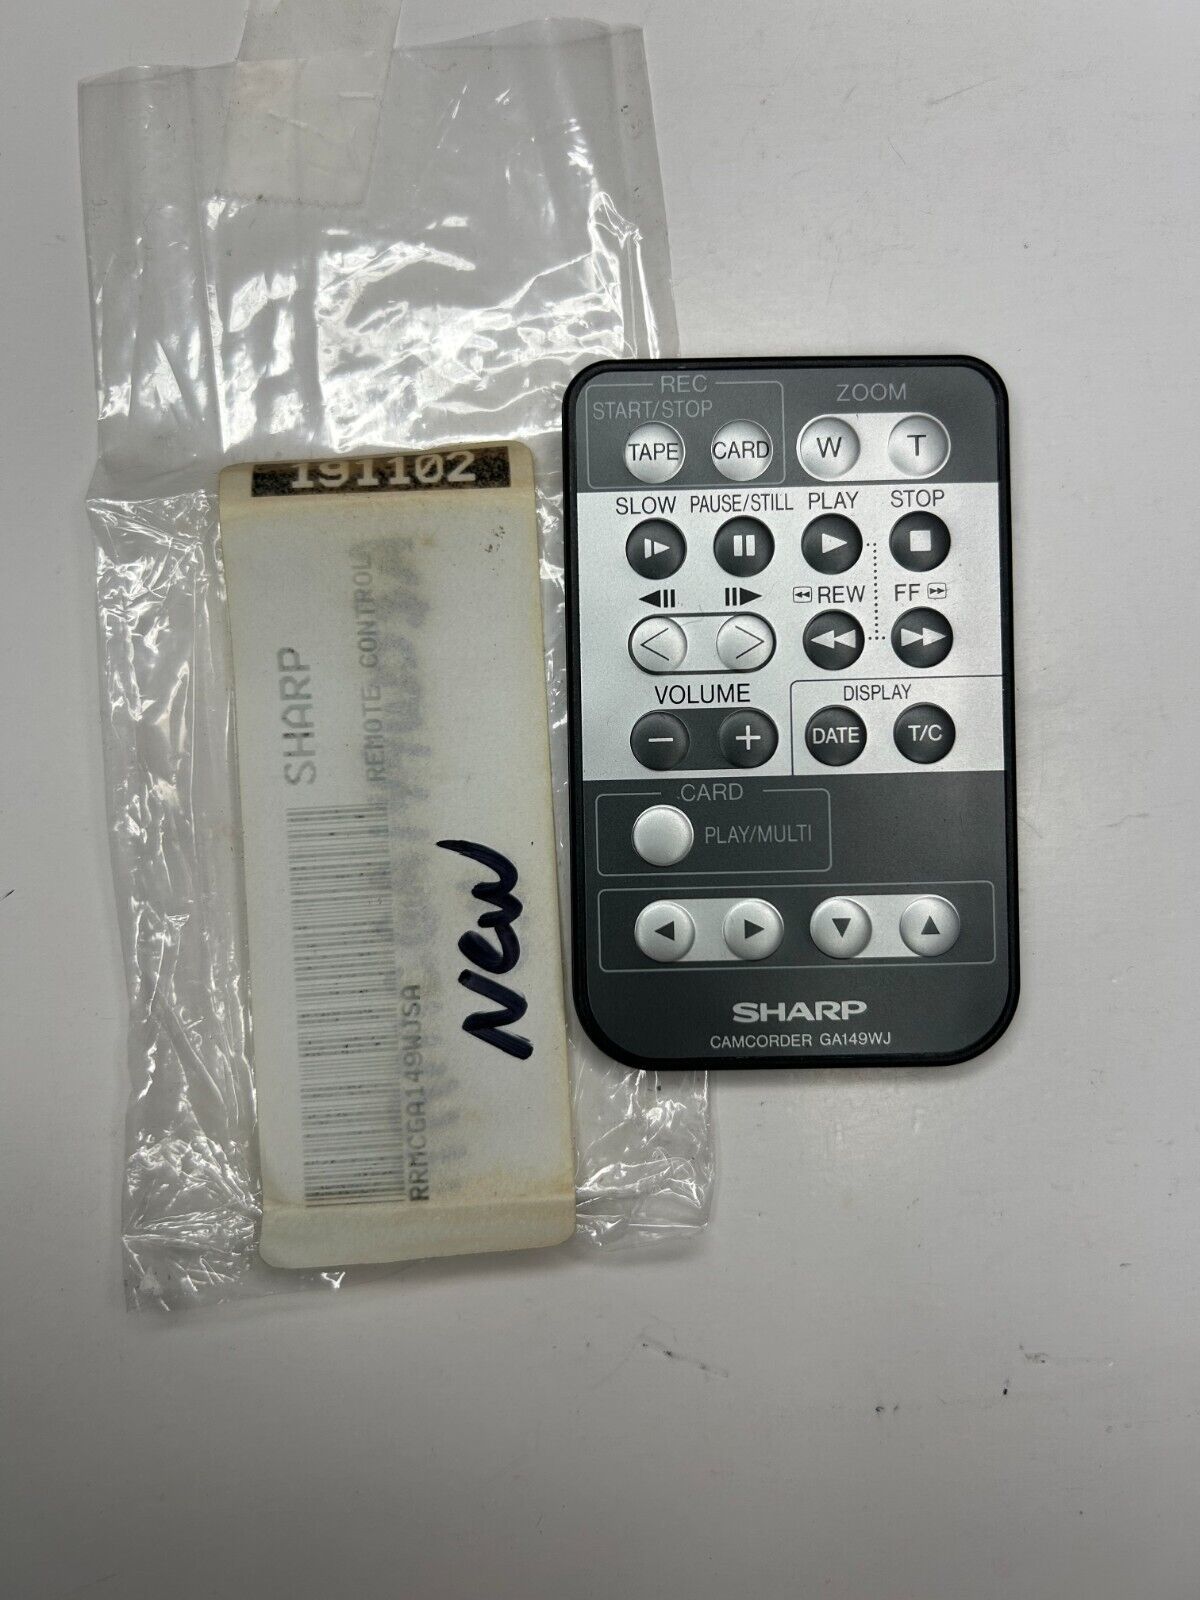 191102
SHARP
REMOTE CONTROL
RRMCGA149WJSA
New
REC
START/STOP
TAPE CARD
ZOOM
W T
SLOW PAUSE/STILL PLAY STOP
REW FF
VOLUME
− +
DISPLAY
DATE T/C
CARD
PLAY/MULTI
SHARP
CAMCORDER GA149WJ